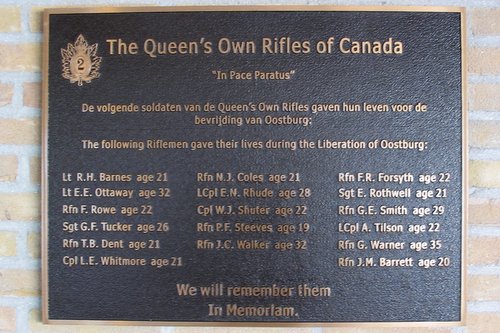 2
The Queen's Own Rifles of Canada
"In Pace Paratus"
De volgende soldaten van de Queen's Own Rifles gaven hun leven voor de
bevrijding van Oostburg:
The following Riflemen gave their lives during the Liberation of Oostburg:
Lt R.H. Barnes age 21
Lt E.E. Ottaway age 32
Rfn F. Rowe age 22
Sgt G.F. Tucker age 26
Rfn T.B. Dent age 21
Cpl L.E. Whitmore age 21
Rfn N.J. Coles age 21
LCpl E.N. Rhude age 28
Cpl W.J. Shuter age 22
Rfn P.F. Steeves age 19
Rfn J.C. Walker age 32
Rfn F.R. Forsyth age 22
Sgt E. Rothwell age 21
Rfn G.E. Smith age 29
LCpl A. Tilson age 22
Rfn G. Warner age 35
Rfn J.M. Barrett age 20
We will remember them
In Memoriam.